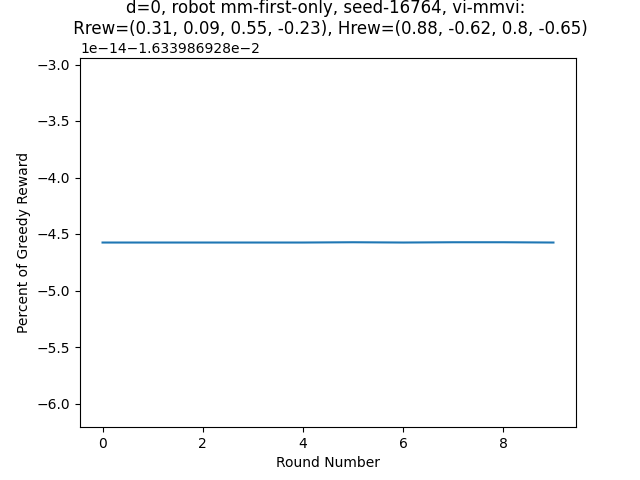 d=0, robot mm-first-only, seed-16764, vi-mmvi:
Rrew=(0.31, 0.09, 0.55, -0.23), Hrew=(0.88, -0.62, 0.8, -0.65)
1e−14−1.633986928e−2
−3.0
−3.5
−4.0
−4.5
−5.0
−5.5
−6.0
Percent of Greedy Reward
0 2 4 6 8
Round Number